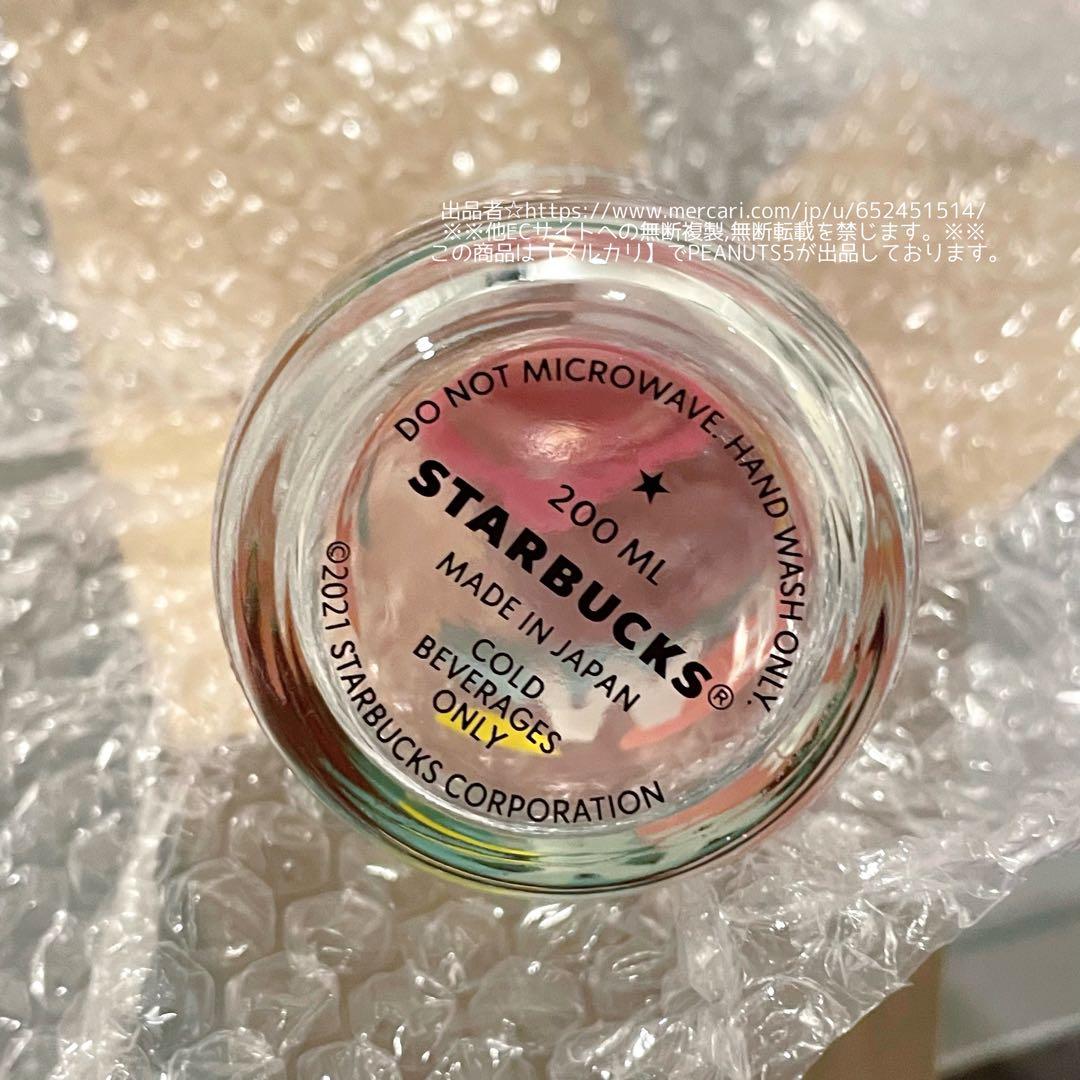 出品者☆https://www.mercari.com/jp/u/652451514/
※※他ECサイトへの無断複製,無断転載を禁じます。※※
この商品は【メルカリ】でPEANUTS5が出品しております。
DO NOT MICROWAVE. HAND WASH ONLY.
★
200 ML
STARBUCKS®
MADE IN JAPAN
COLD
BEVERAGES
ONLY
©2021 STARBUCKS CORPORATION